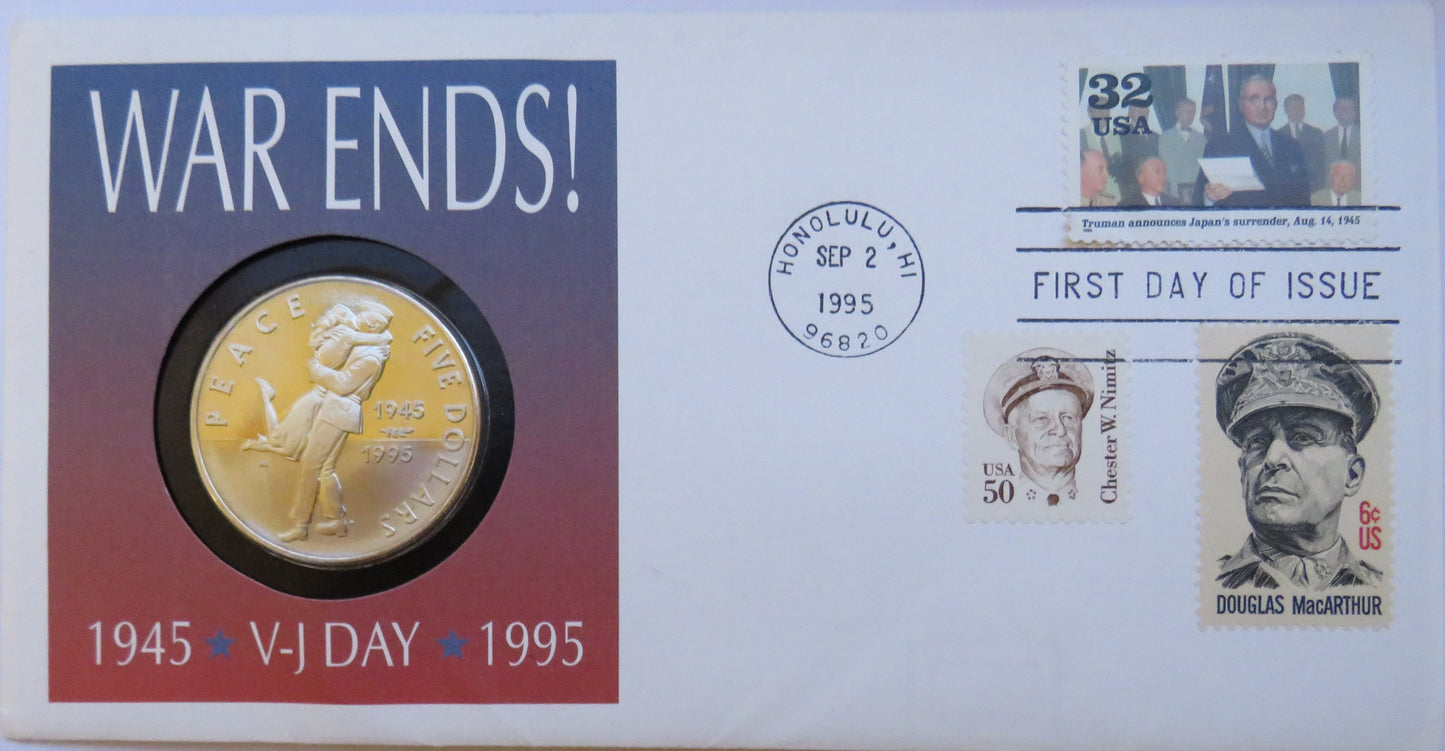 WAR ENDS!
PEACE
FIVE DOLLARS
1945
1995
1945 ★ V-J DAY ★ 1995
HONOLULU, HI
SEP 2
1995
96820
32
USA
Truman announces Japan's surrender, Aug. 14, 1945
FIRST DAY OF ISSUE
USA
50
Chester W. Nimitz
6¢
US
DOUGLAS MacARTHUR